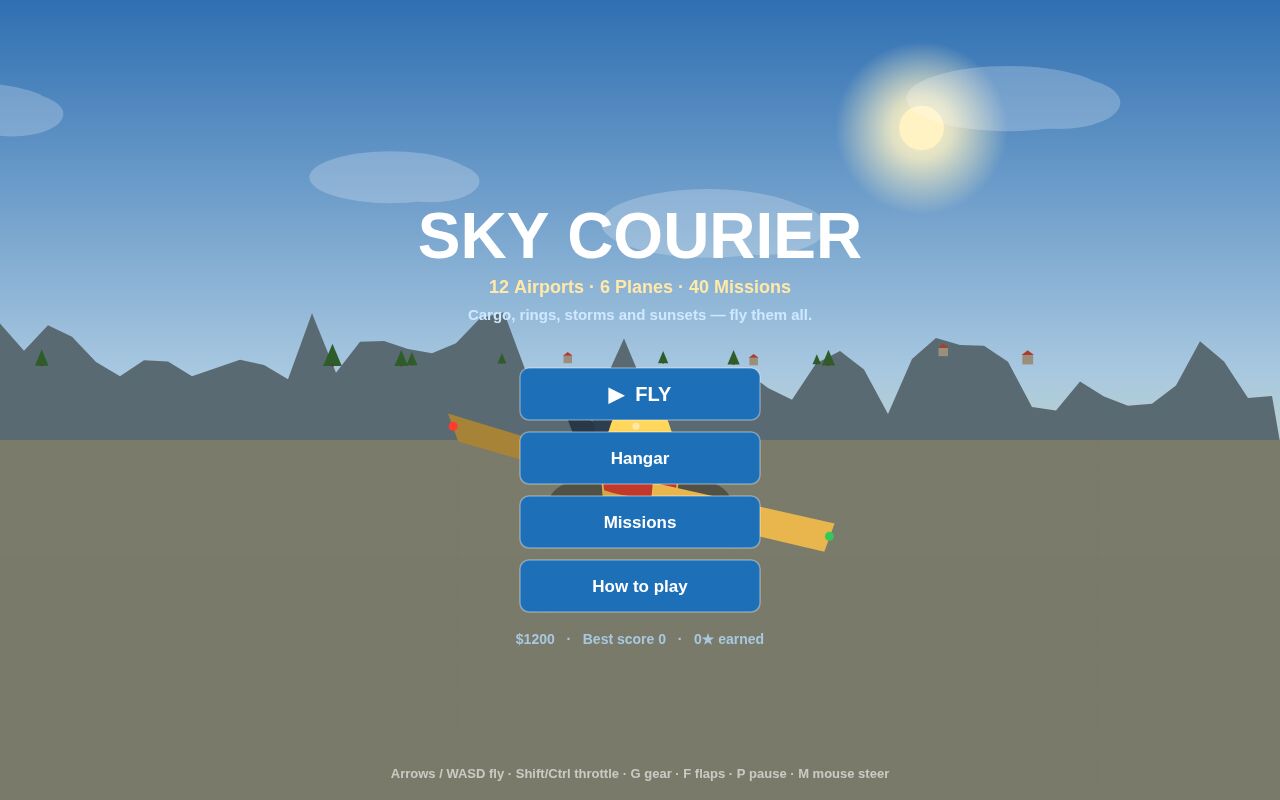 SKY COURIER
12 Airports · 6 Planes · 40 Missions
Cargo, rings, storms and sunsets — fly them all.
▶ FLY
Hangar
Missions
How to play
$1200 · Best score 0 · 0★ earned
Arrows / WASD fly · Shift/Ctrl throttle · G gear · F flaps · P pause · M mouse steer